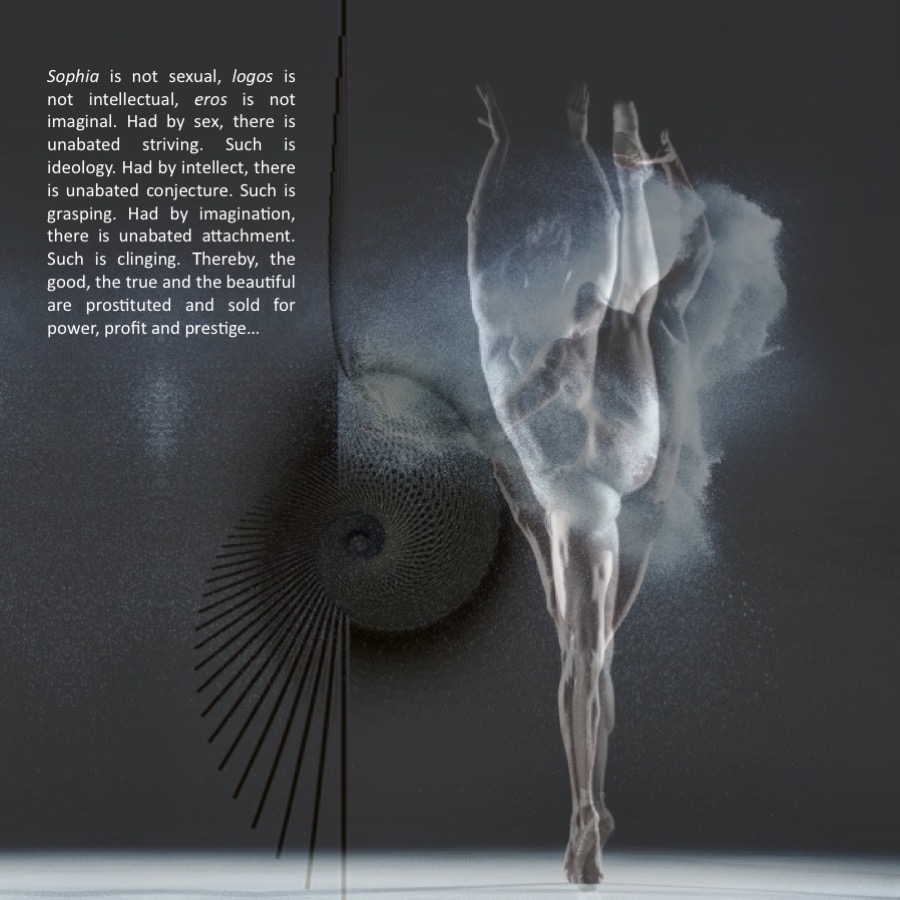 Sophia is not sexual, logos is
not intellectual, eros is not
imaginal. Had by sex, there is
unabated striving. Such is
ideology. Had by intellect, there
is unabated conjecture. Such is
grasping. Had by imagination,
there is unabated attachment.
Such is clinging. Thereby, the
good, the true and the beautiful
are prostituted and sold for
power, profit and prestige...